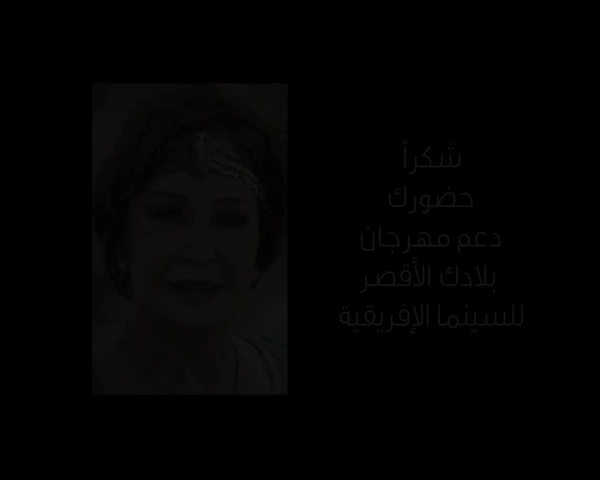 شكراً
حضورك
دعم مهرجان
بلادك الأقصر
للسينما الإفريقية